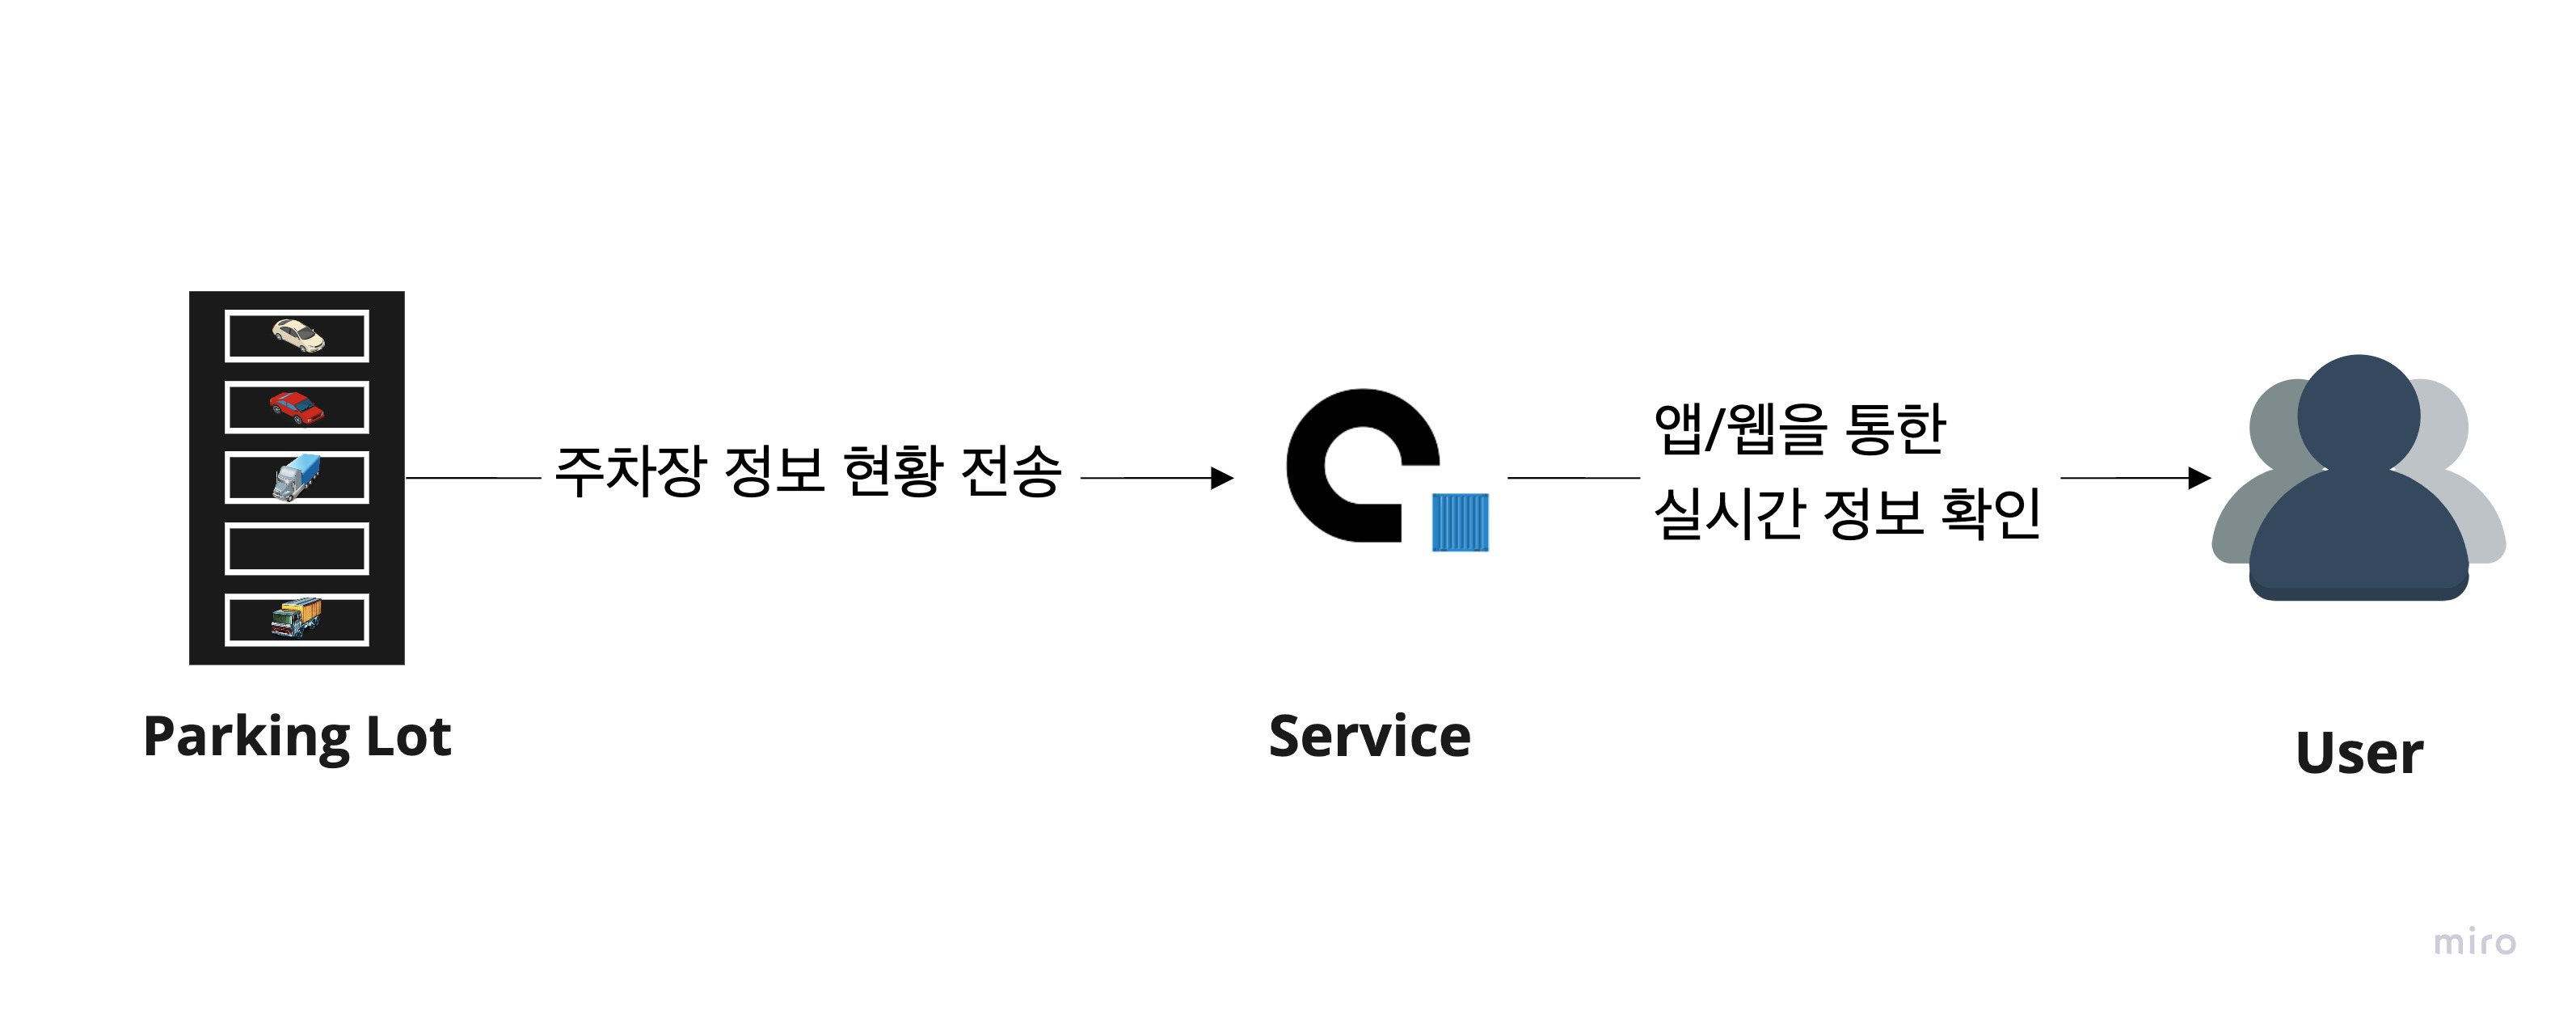 주차장 정보 현황 전송
앱/웹을 통한
실시간 정보 확인
Parking Lot
Service
User
miro